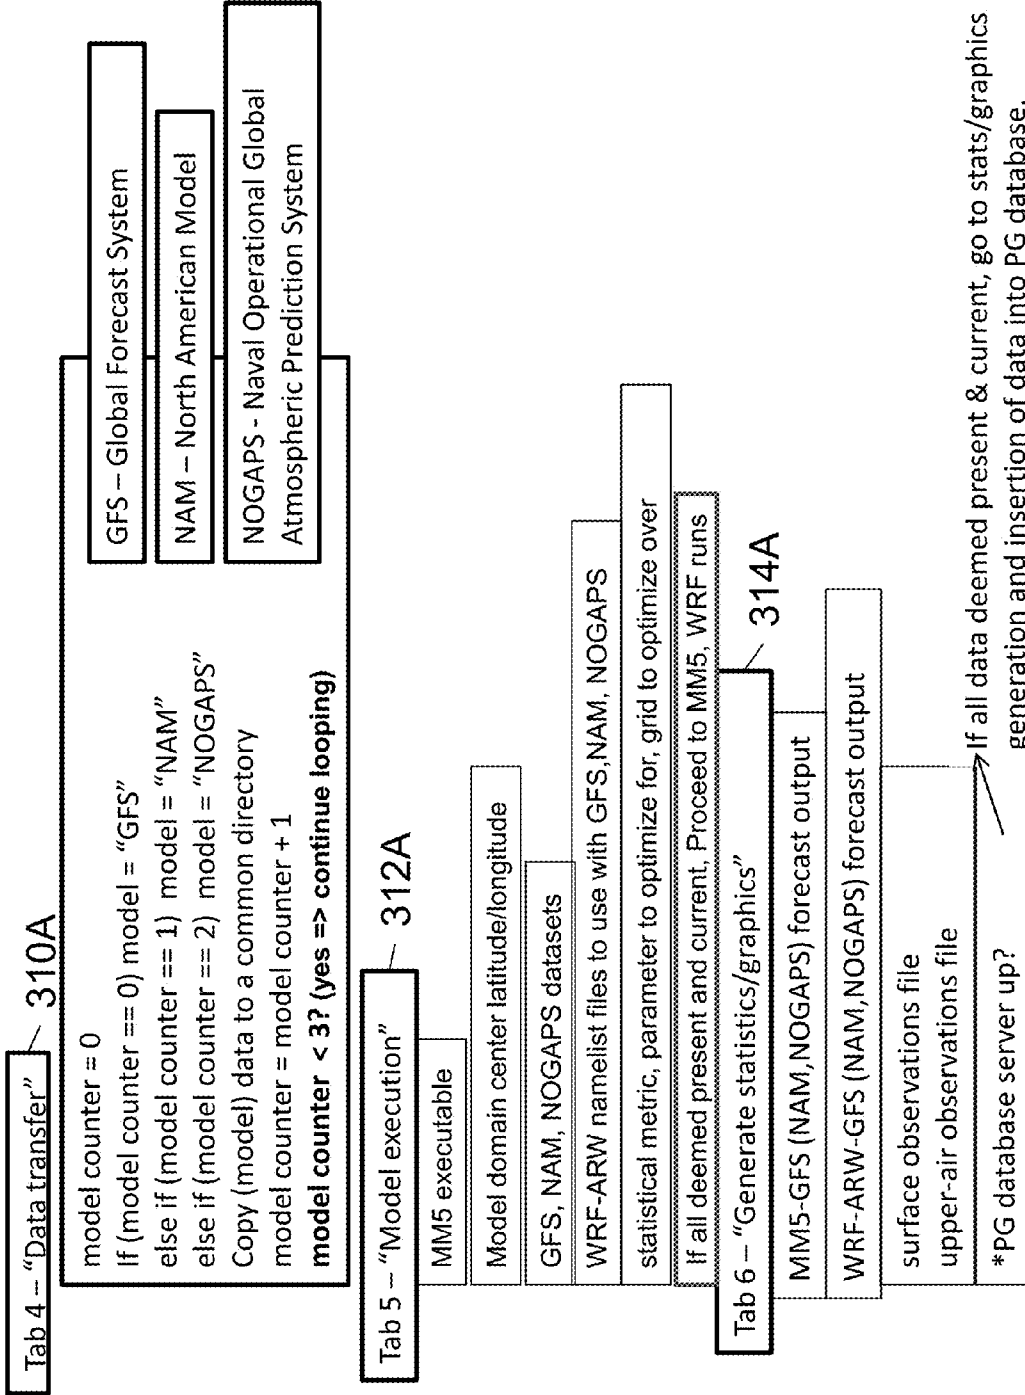 Tab 4 – “Data transfer”
310A
model counter = 0
If (model counter == 0) model = “GFS”
else if (model counter == 1)  model = “NAM”
else if (model counter == 2)  model = “NOGAPS”
Copy (model) data to a common directory
model counter = model counter + 1
model counter < 3? (yes => continue looping)
GFS – Global Forecast System
NAM – North American Model
NOGAPS - Naval Operational Global
Atmospheric Prediction System
Tab 5 – “Model execution”
312A
MM5 executable
Model domain center latitude/longitude
GFS, NAM, NOGAPS datasets
WRF-ARW namelist files to use with GFS,NAM, NOGAPS
statistical metric, parameter to optimize for, grid to optimize over
If all deemed present and current, Proceed to MM5, WRF runs
Tab 6 – “Generate statistics/graphics”
314A
MM5-GFS (NAM,NOGAPS) forecast output
WRF-ARW-GFS (NAM,NOGAPS) forecast output
surface observations file
upper-air observations file
*PG database server up?
If all data deemed present & current, go to stats/graphics
generation and insertion of data into PG database.